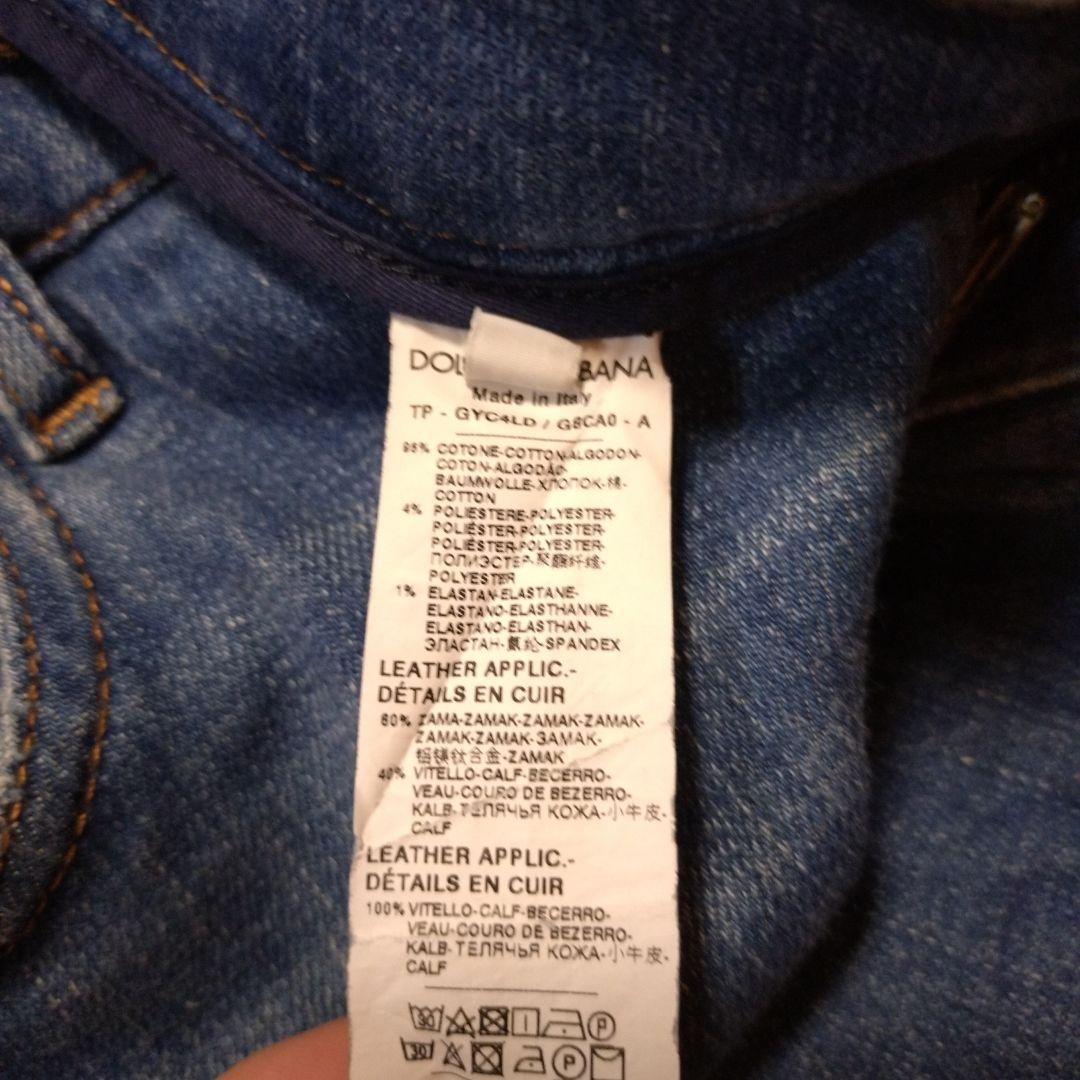 DOL BANA
Made in Italy
TP - GYC4LD / G8CA0 - A
95% COTONE-COTTON-ALGODON-
COTON-ALGODÃO-
BAUMWOLLE-ХЛОПОК-棉-
COTTON
4% POLIESTERE-POLYESTER-
POLIÉSTER-POLYESTER-
POLIÉSTER-POLYESTER-
ПОЛИЭСТЕР-聚酯纤维-
POLYESTER
1% ELASTAN-ELASTANE-
ELASTANO-ELASTHANNE-
ELASTANO-ELASTHAN-
ЭЛАСТАН-氨纶-SPANDEX
LEATHER APPLIC.-
DÉTAILS EN CUIR
60% ZAMA-ZAMAK-ZAMAK-ZAMAK-
ZAMAK-ZAMAK-ЗАМАК-
铝镁钛合金-ZAMAK
40% VITELLO-CALF-BECERRO-
VEAU-COURO DE BEZERRO-
KALB-ТЕЛЯЧЬЯ КОЖА-小牛皮-
CALF
LEATHER APPLIC.-
DÉTAILS EN CUIR
100% VITELLO-CALF-BECERRO-
VEAU-COURO DE BEZERRO-
KALB-ТЕЛЯЧЬЯ КОЖА-小牛皮-
CALF
30 P
30 P